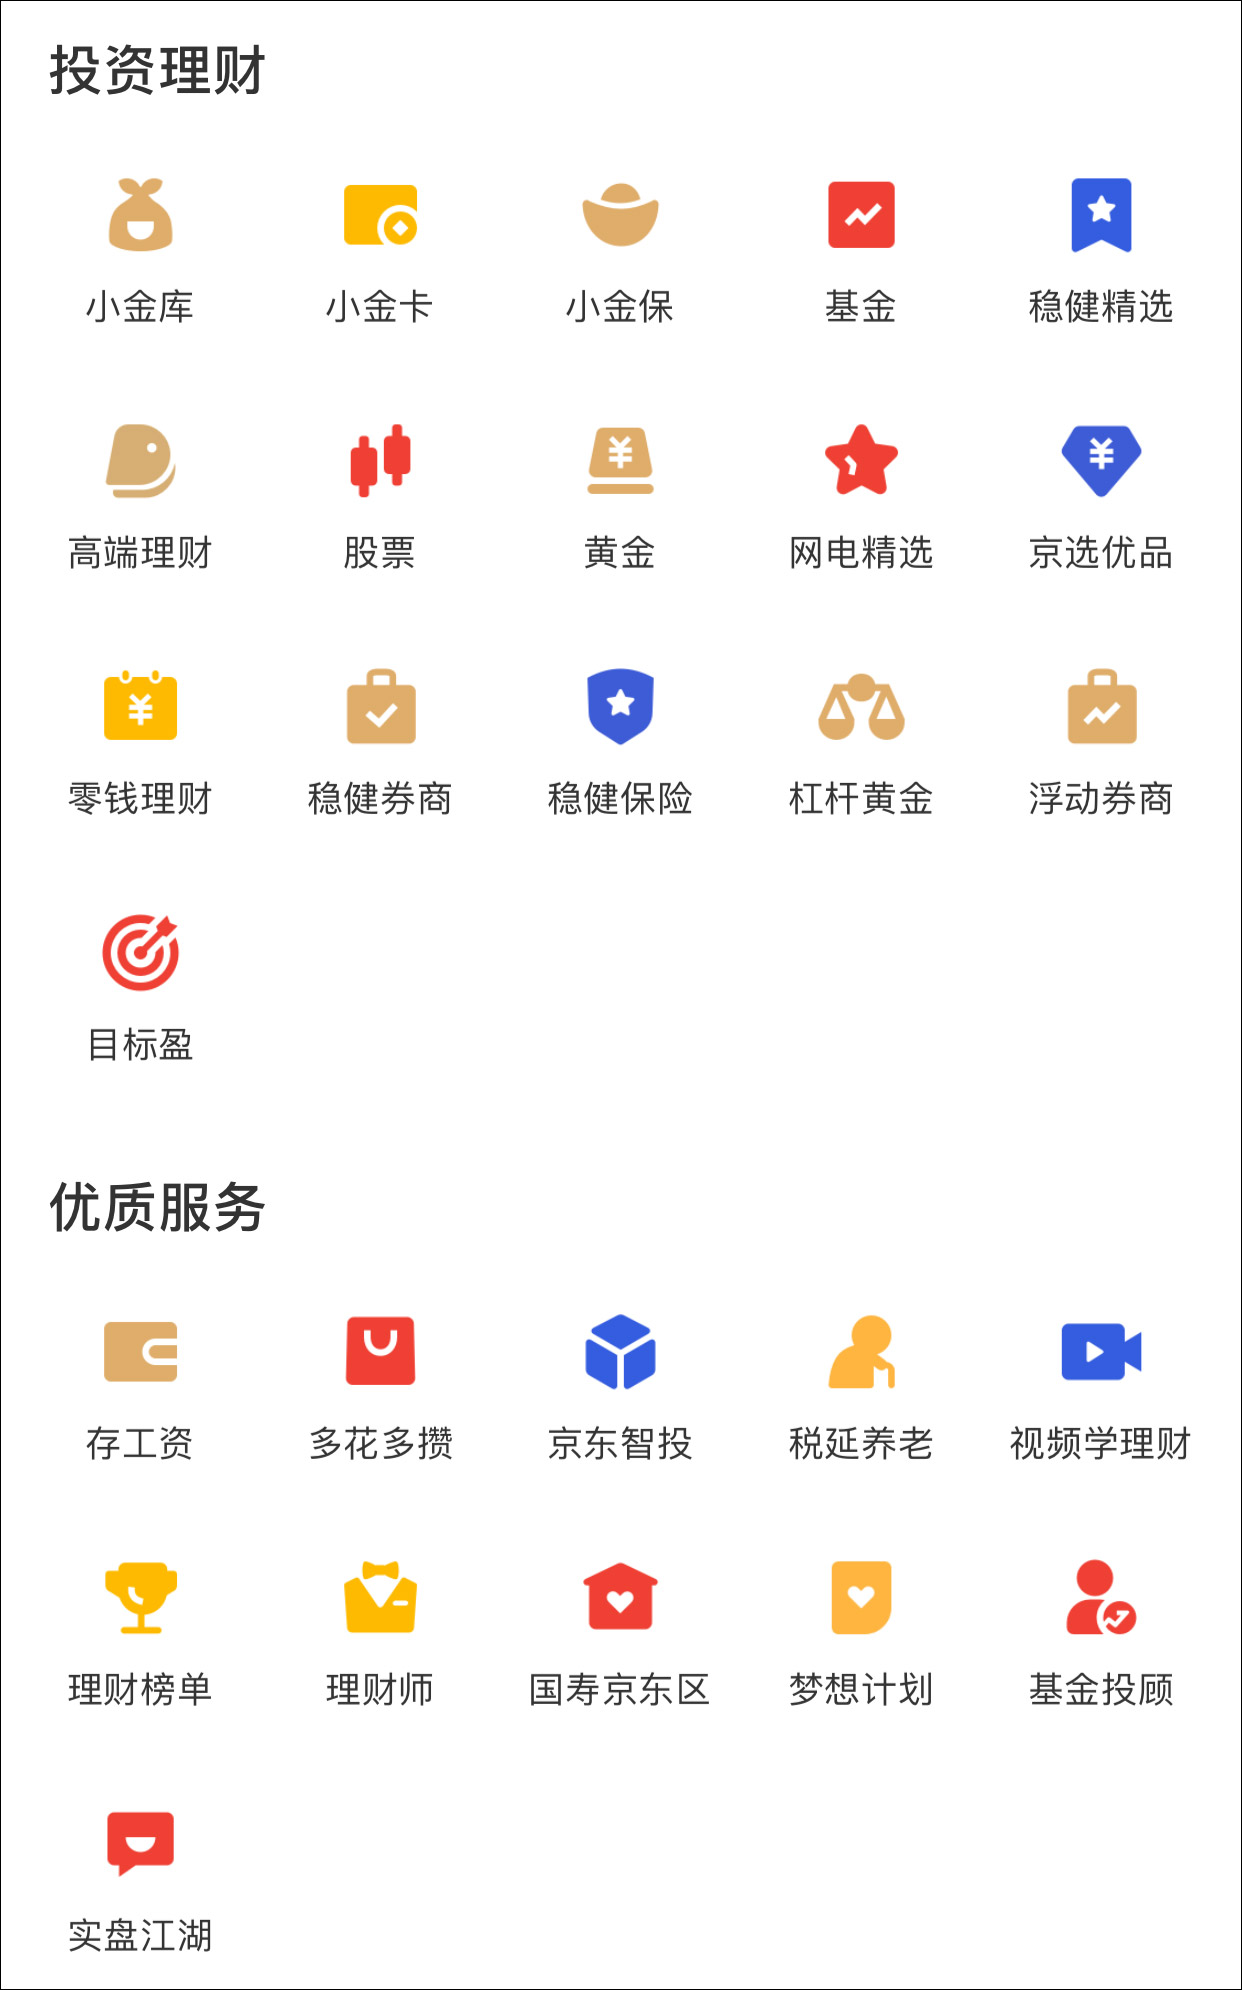 投资理财
小金库 小金卡 小金保 基金 稳健精选
高端理财 股票 黄金 网电精选 京选优品
零钱理财 稳健券商 稳健保险 杠杆黄金 浮动券商
目标盈
优质服务
存工资 多花多攒 京东智投 税延养老 视频学理财
理财榜单 理财师 国寿京东区 梦想计划 基金投顾
实盘江湖